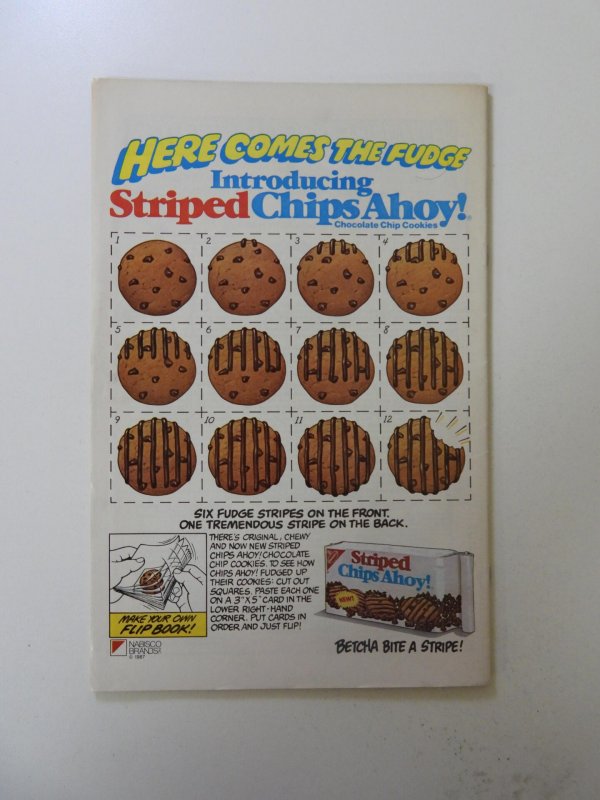 HERE COMES THE FUDGE
Introducing
Striped Chips Ahoy!®
Chocolate Chip Cookies
1 2 3 4
5 6 7 8
9 10 11 12
SIX FUDGE STRIPES ON THE FRONT.
ONE TREMENDOUS STRIPE ON THE BACK.
THERE'S ORIGINAL, CHEWY
AND NOW NEW STRIPED
CHIPS AHOY! CHOCOLATE
CHIP COOKIES. TO SEE HOW
CHIPS AHOY! FUDGED UP
THEIR COOKIES: CUT OUT
SQUARES. PASTE EACH ONE
ON A 3"X5" CARD IN THE
LOWER RIGHT-HAND
CORNER. PUT CARDS IN
ORDER AND JUST FLIP!
MAKE YOUR OWN
FLIP BOOK!
NABISCO
BRANDS
© 1987
Striped
Chips Ahoy!
NEW!
BETCHA BITE A STRIPE!